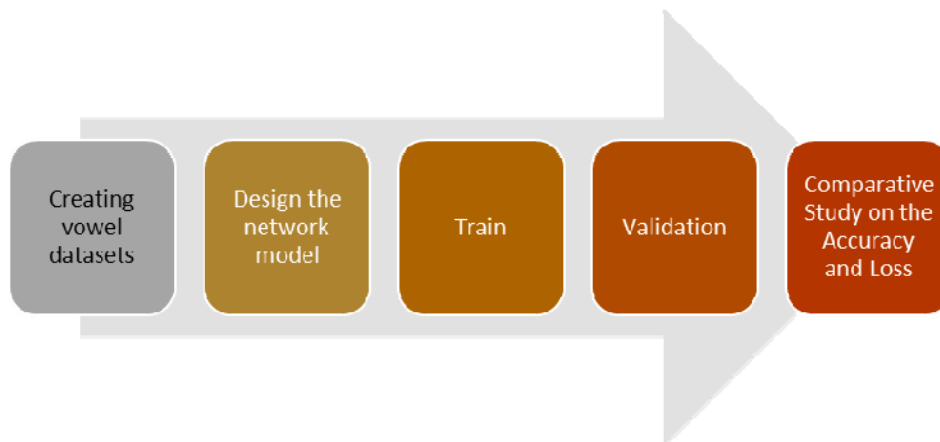 Creating
vowel
datasets
Design the
network
model
Train
Validation
Comparative
Study on the
Accuracy
and Loss